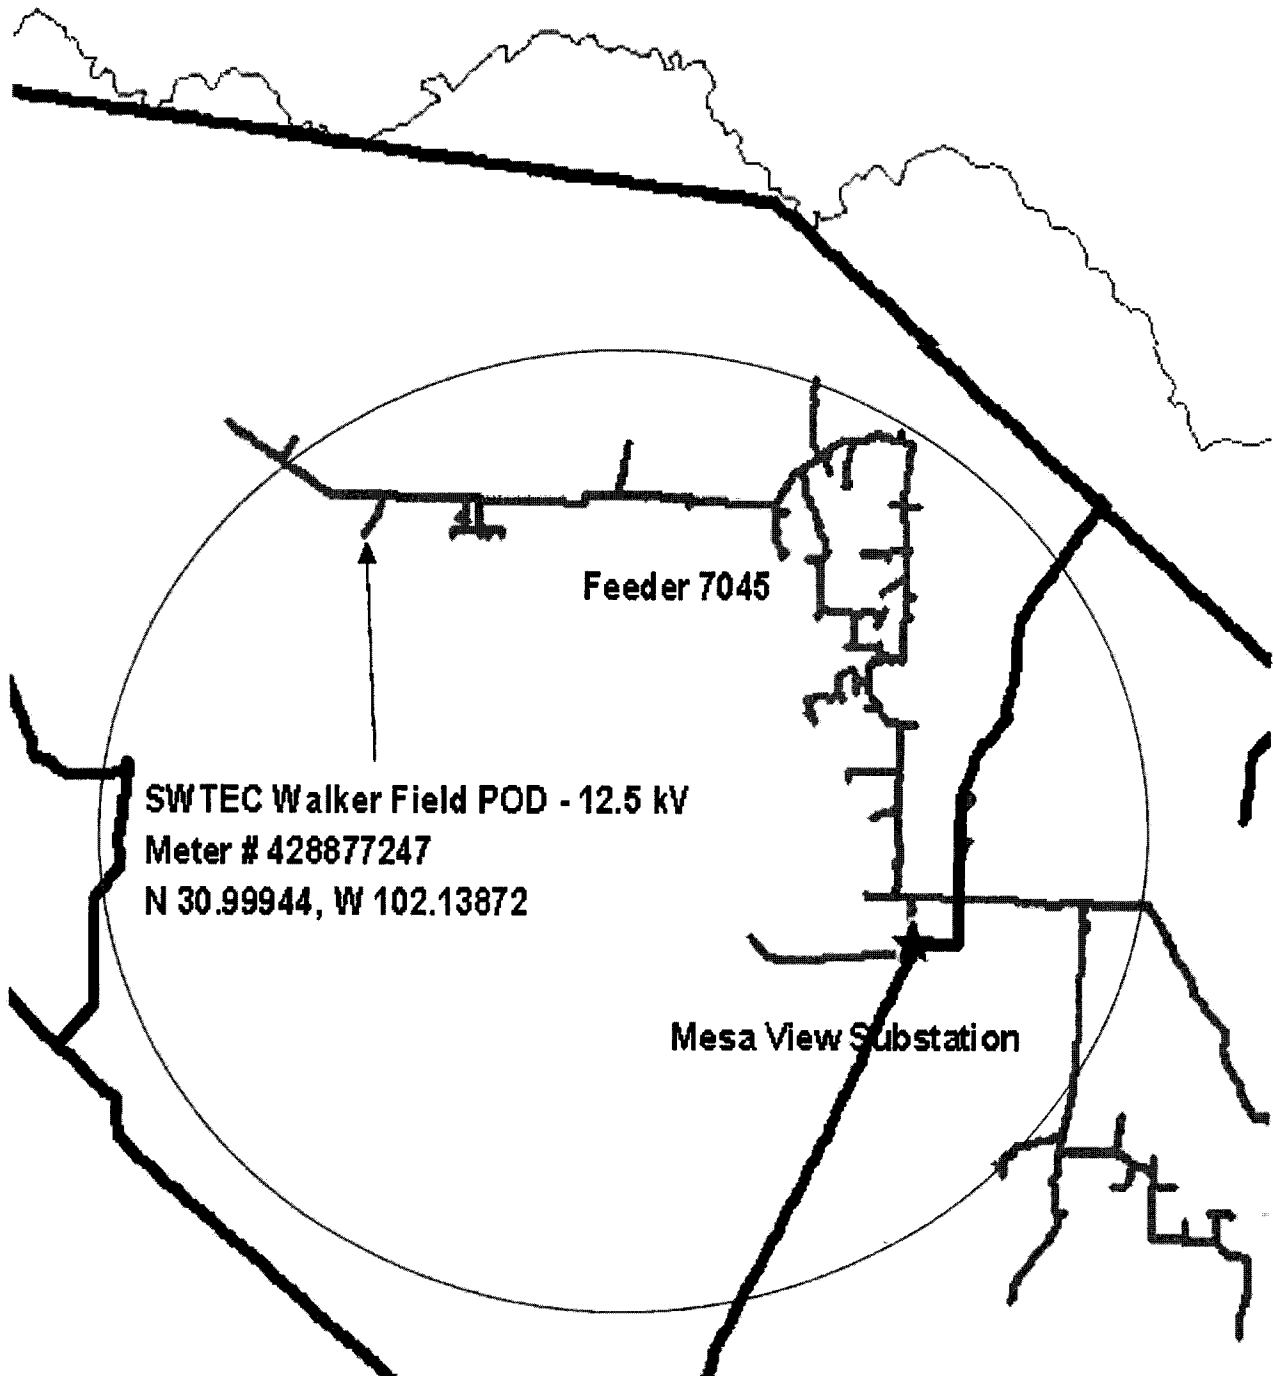 Feeder 7045
SWTEC Walker Field POD - 12.5 kV
Meter # 428877247
N 30.99944, W 102.13872
Mesa View Substation